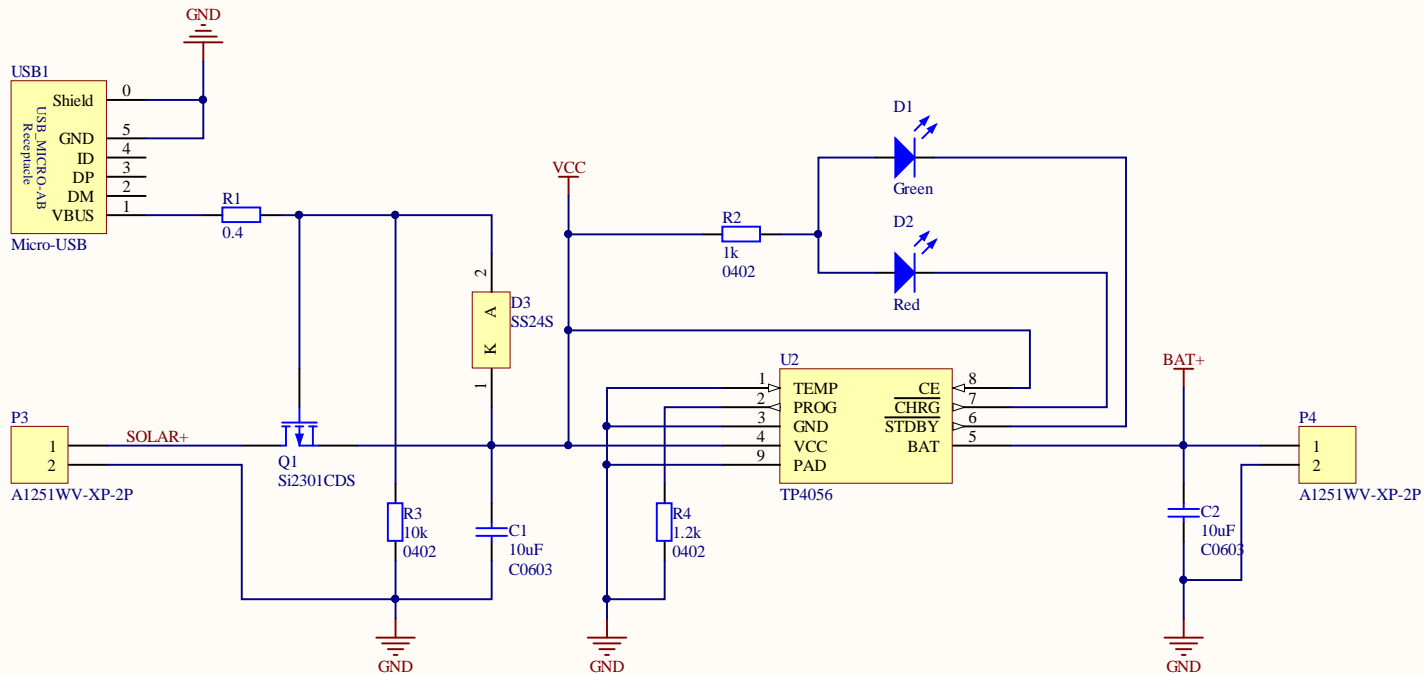 GND
USB1
USB_MICRO-AB
Receptacle
Shield
0
GND
5
ID
4
DP
3
DM
2
VBUS
1
Micro-USB
R1
0.4
2
A
K
1
D3
SS24S
P3
1
2
A1251WV-XP-2P
SOLAR+
Q1
Si2301CDS
R3
10k
0402
C1
10uF
C0603
GND
VCC
R2
1k
0402
D1
Green
D2
Red
U2
1
TEMP
2
PROG
3
GND
4
VCC
9
PAD
CE
8
CHRG
7
STDBY
6
BAT
5
TP4056
R4
1.2k
0402
GND
BAT+
P4
1
2
A1251WV-XP-2P
C2
10uF
C0603
GND